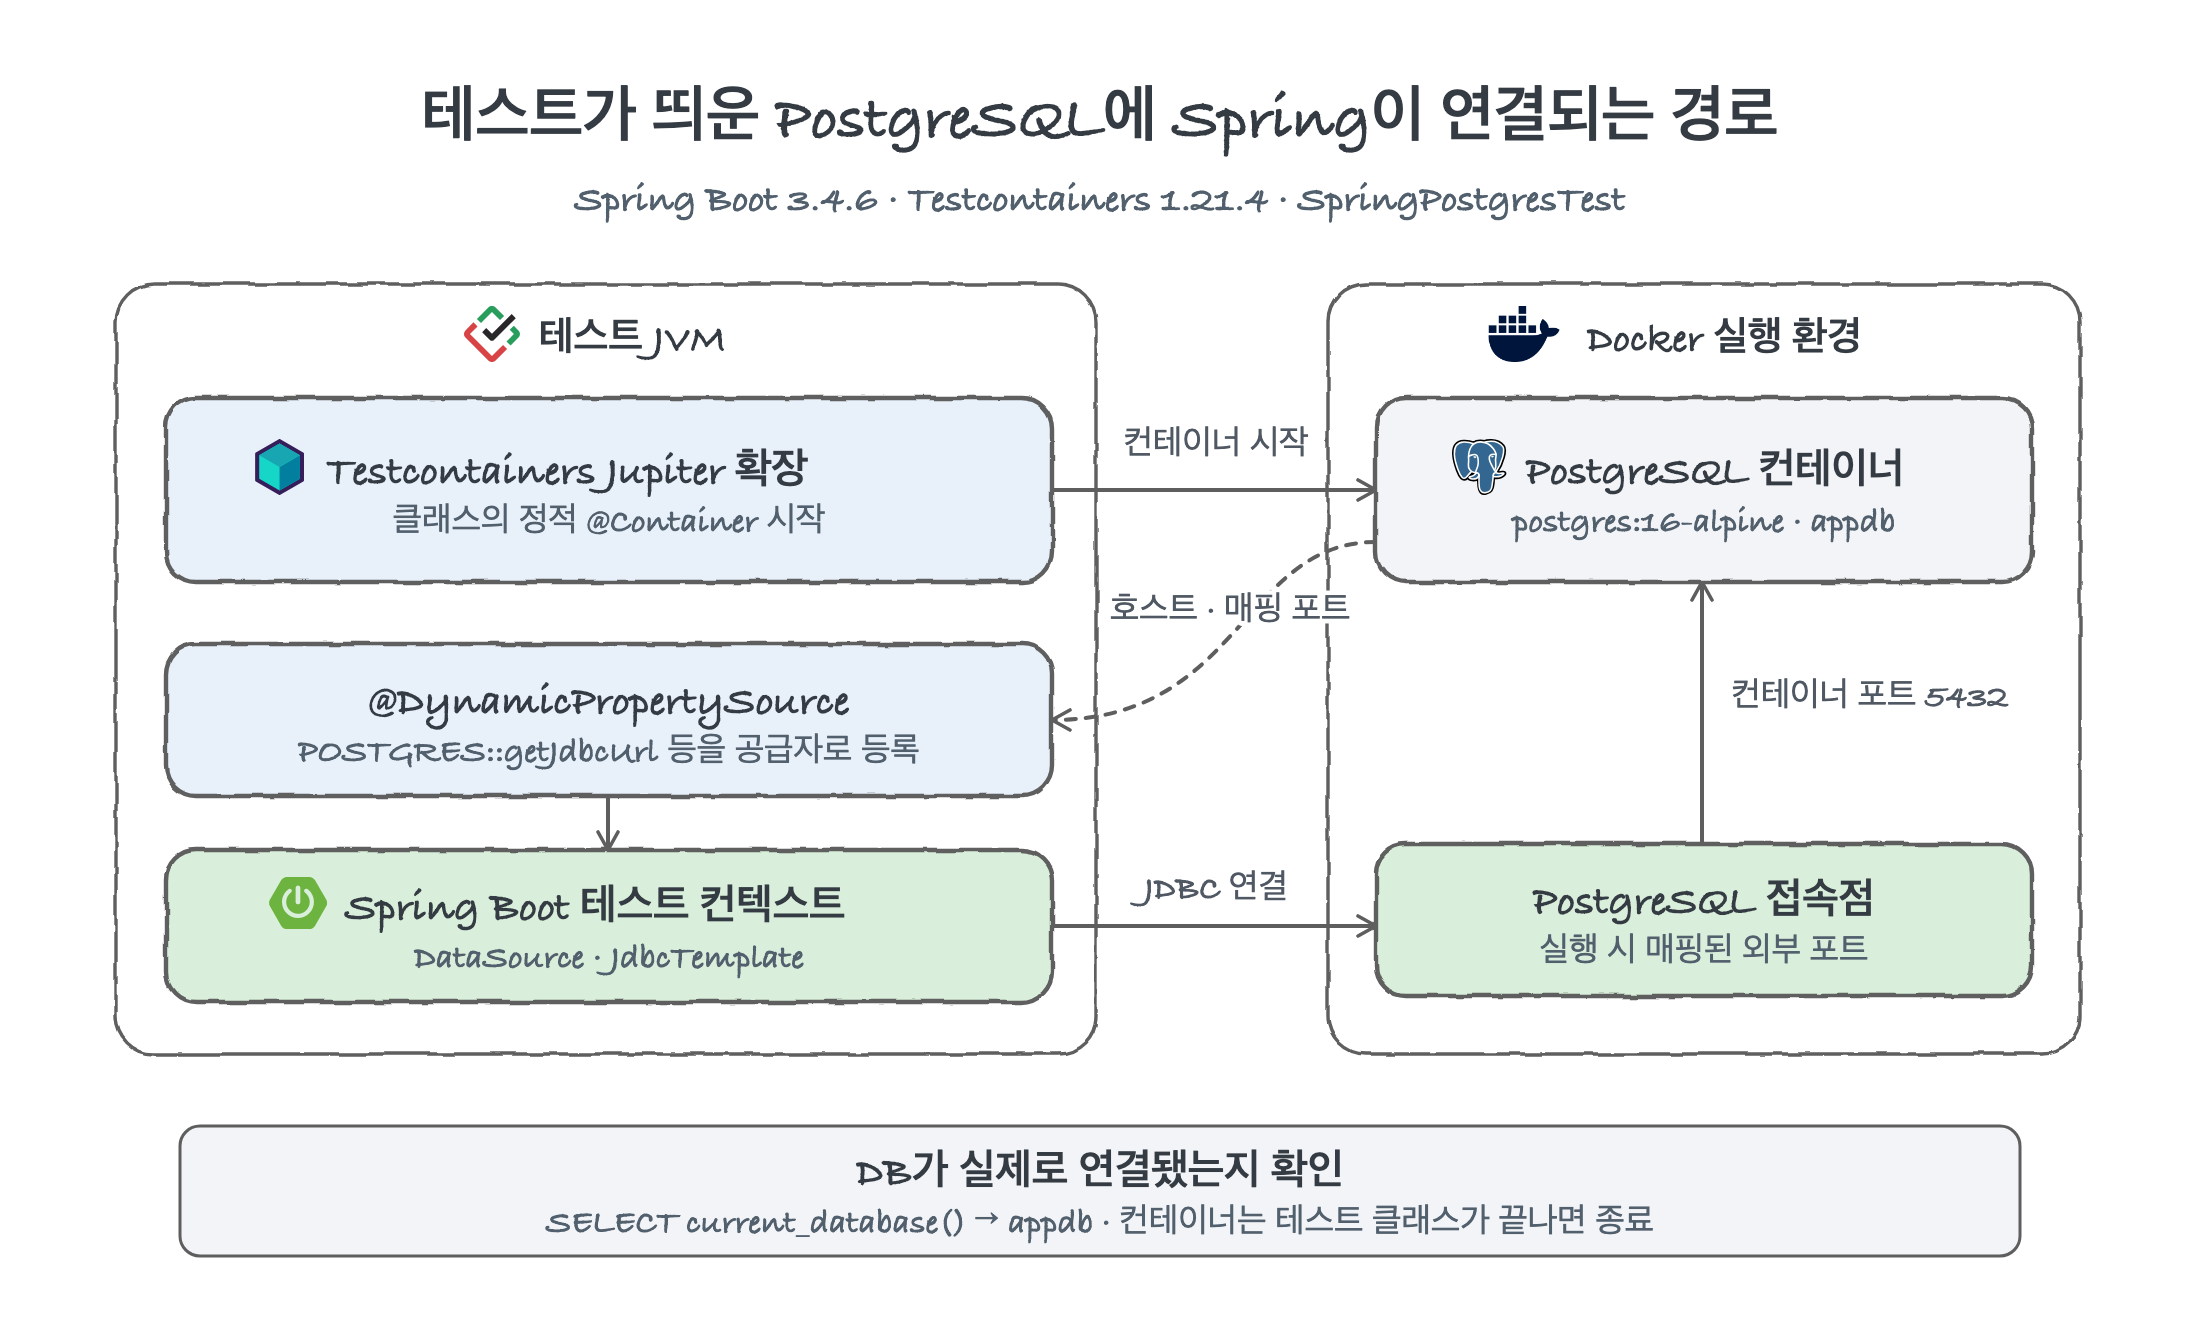 테스트가 띄운 PostgreSQL에 Spring이 연결되는 경로
Spring Boot 3.4.6 · Testcontainers 1.21.4 · SpringPostgresTest
테스트 JVM
Testcontainers Jupiter 확장
클래스의 정적 @Container 시작
@DynamicPropertySource
POSTGRES::getJdbcUrl 등을 공급자로 등록
Spring Boot 테스트 컨텍스트
DataSource · JdbcTemplate
컨테이너 시작
호스트 · 매핑 포트
JDBC 연결
Docker 실행 환경
PostgreSQL 컨테이너
postgres:16-alpine · appdb
컨테이너 포트 5432
PostgreSQL 접속점
실행 시 매핑된 외부 포트
DB가 실제로 연결됐는지 확인
SELECT current_database() → appdb · 컨테이너는 테스트 클래스가 끝나면 종료